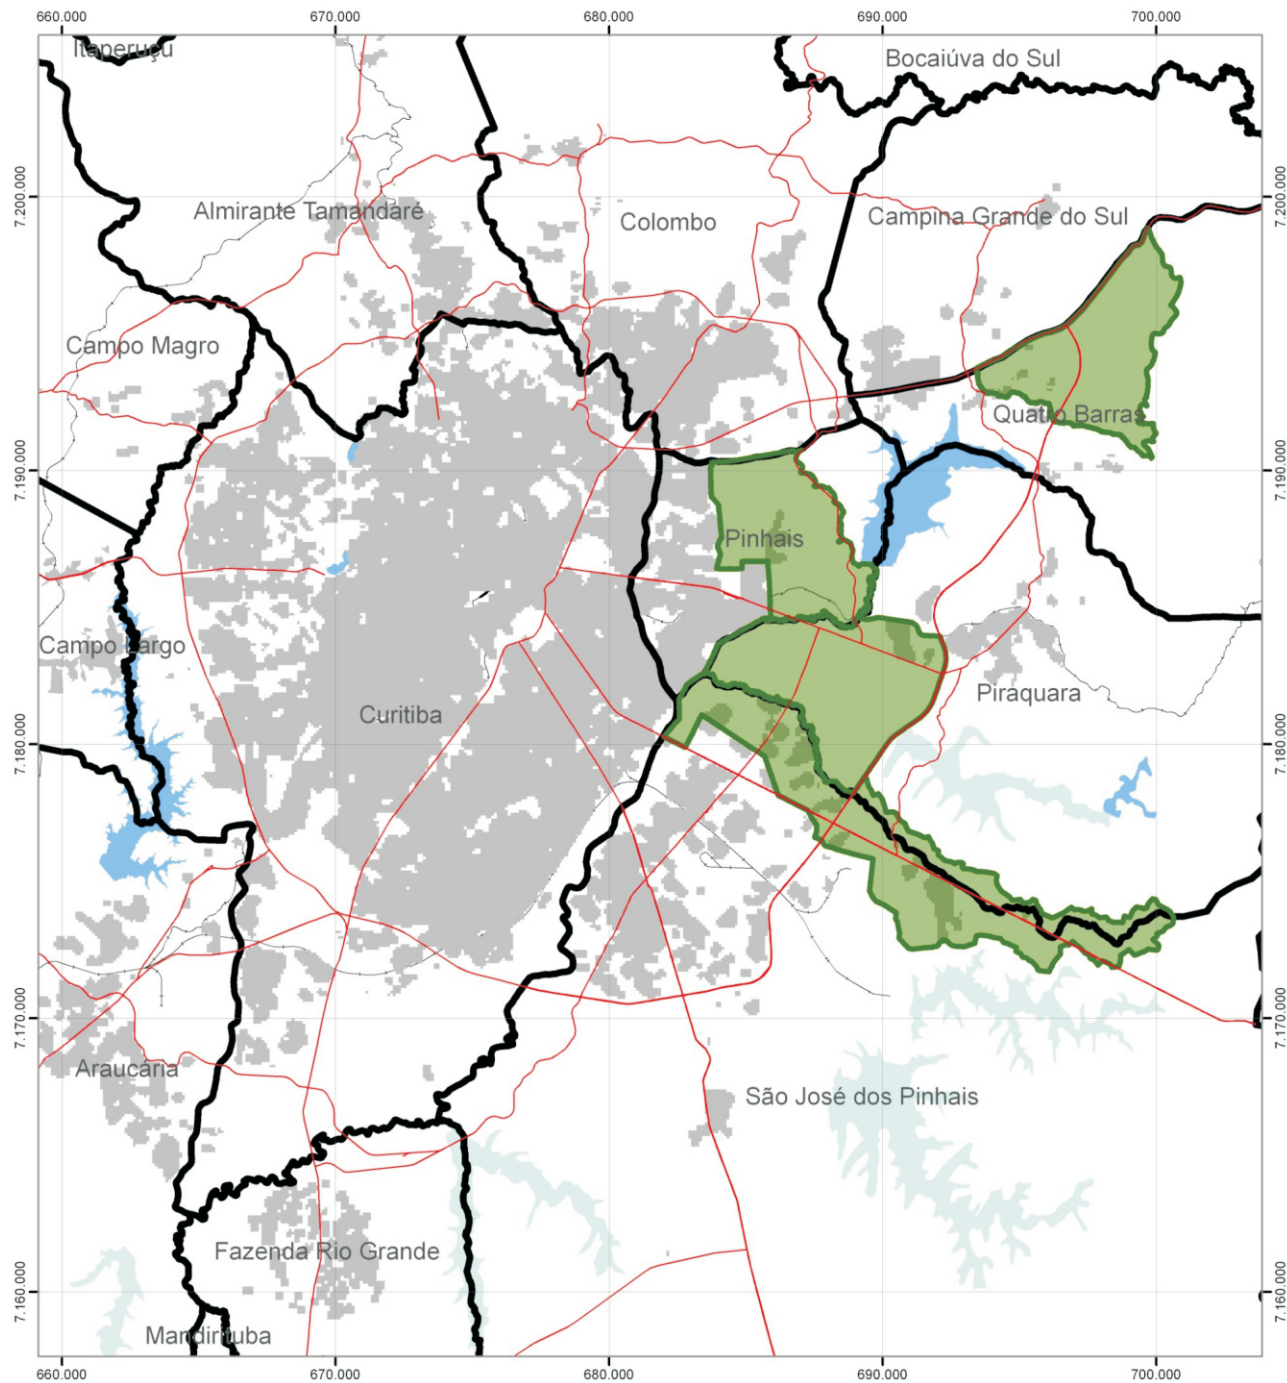 660.000 670.000 680.000 690.000 700.000
Itaperuçu
Bocaiúva do Sul
7.200.000
7.200.000
Almirante Tamandaré
Colombo
Campina Grande do Sul
Campo Magro
Quatro Barras
7.190.000
7.190.000
Pinhais
Campo Largo
Piraquara
Curitiba
7.180.000
7.180.000
7.170.000
7.170.000
Araucária
São José dos Pinhais
Fazenda Rio Grande
7.160.000
7.160.000
Mandirituba
660.000 670.000 680.000 690.000 700.000